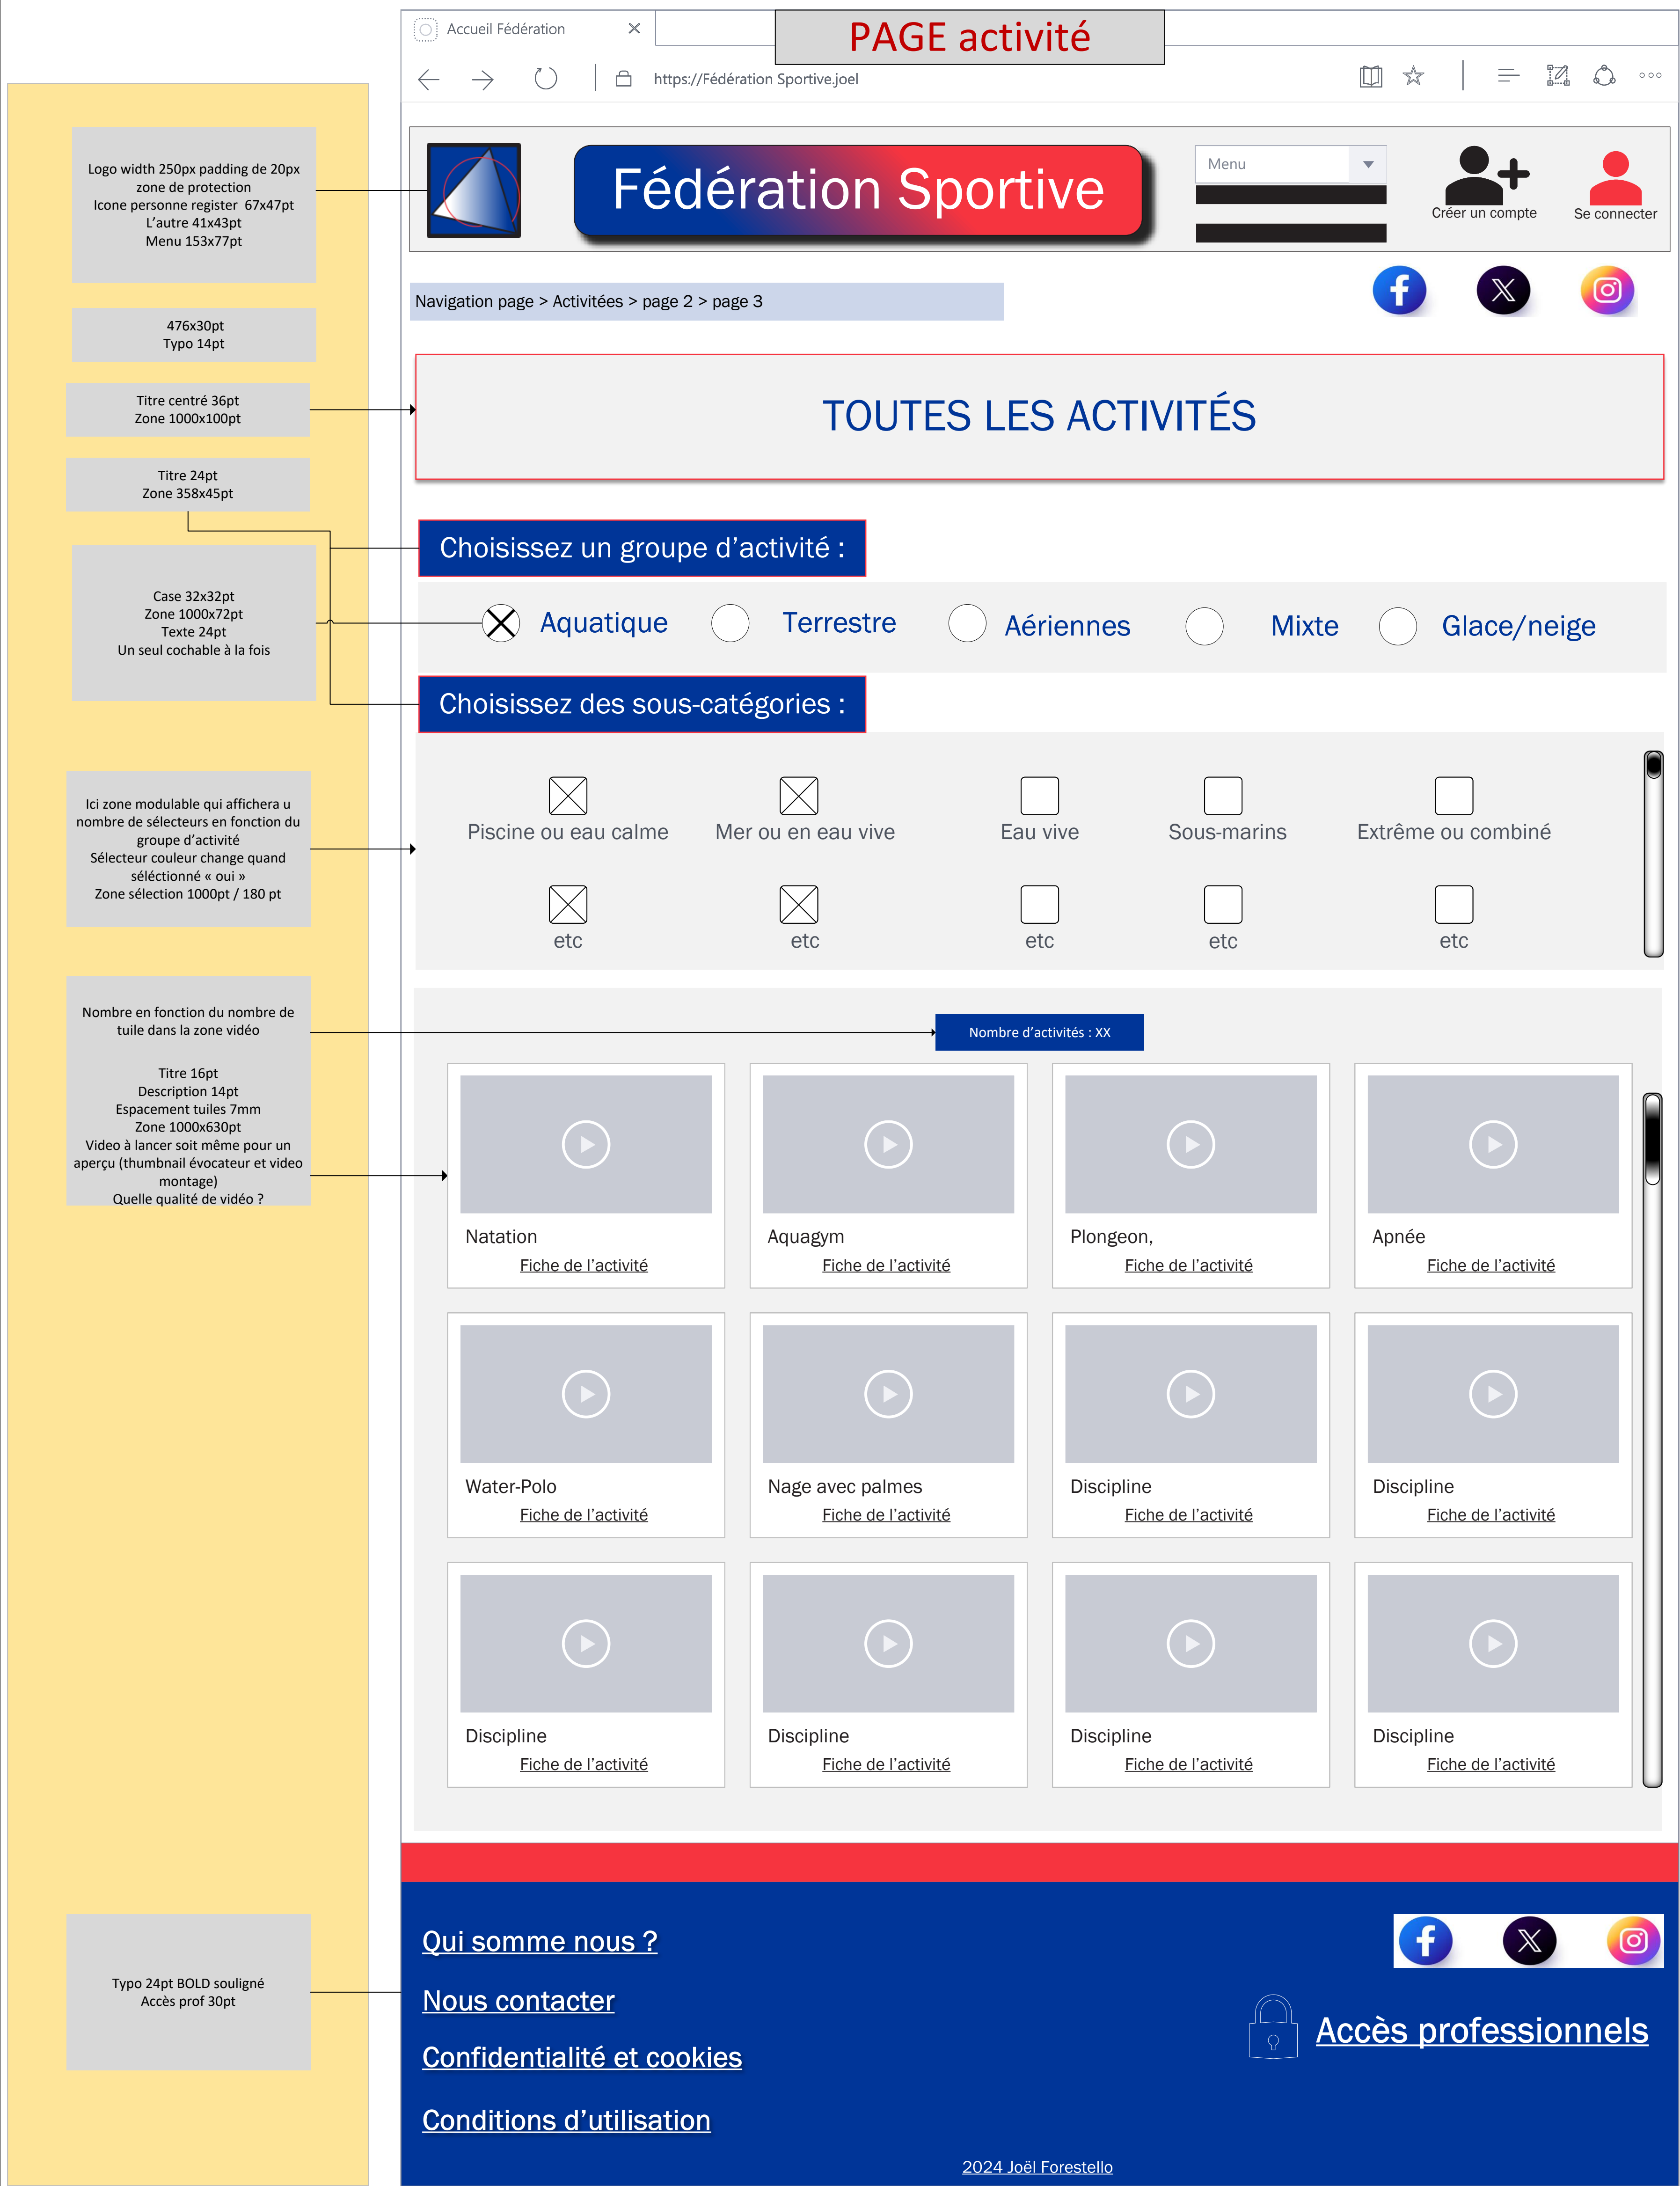 Accueil Fédération
PAGE activité
https://Fédération Sportive.joel
Logo width 250px padding de 20px
zone de protection
Icone personne register 67x47pt
L'autre 41x43pt
Menu 153x77pt
Fédération Sportive
Menu
Créer un compte
Se connecter
476x30pt
Typo 14pt
Navigation page > Activitées > page 2 > page 3
Titre centré 36pt
Zone 1000x100pt
TOUTES LES ACTIVITÉS
Titre 24pt
Zone 358x45pt
Choisissez un groupe d'activité :
Case 32x32pt
Zone 1000x72pt
Texte 24pt
Un seul cochable à la fois
Aquatique Terrestre Aériennes Mixte Glace/neige
Choisissez des sous-catégories :
Ici zone modulable qui affichera u
nombre de sélecteurs en fonction du
groupe d'activité
Sélecteur couleur change quand
séléctionné « oui »
Zone sélection 1000pt / 180 pt
Piscine ou eau calme Mer ou en eau vive Eau vive Sous-marins Extrême ou combiné
etc etc etc etc etc
Nombre en fonction du nombre de
tuile dans la zone vidéo
Titre 16pt
Description 14pt
Espacement tuiles 7mm
Zone 1000x630pt
Video à lancer soit même pour un
aperçu (thumbnail évocateur et video
montage)
Quelle qualité de vidéo ?
Nombre d'activités : XX
Natation Aquagym Plongeon, Apnée
Fiche de l'activité Fiche de l'activité Fiche de l'activité Fiche de l'activité
Water-Polo Nage avec palmes Discipline Discipline
Fiche de l'activité Fiche de l'activité Fiche de l'activité Fiche de l'activité
Discipline Discipline Discipline Discipline
Fiche de l'activité Fiche de l'activité Fiche de l'activité Fiche de l'activité
Typo 24pt BOLD souligné
Accès prof 30pt
Qui somme nous ?
Nous contacter
Accès professionnels
Confidentialité et cookies
Conditions d'utilisation
2024 Joël Forestello